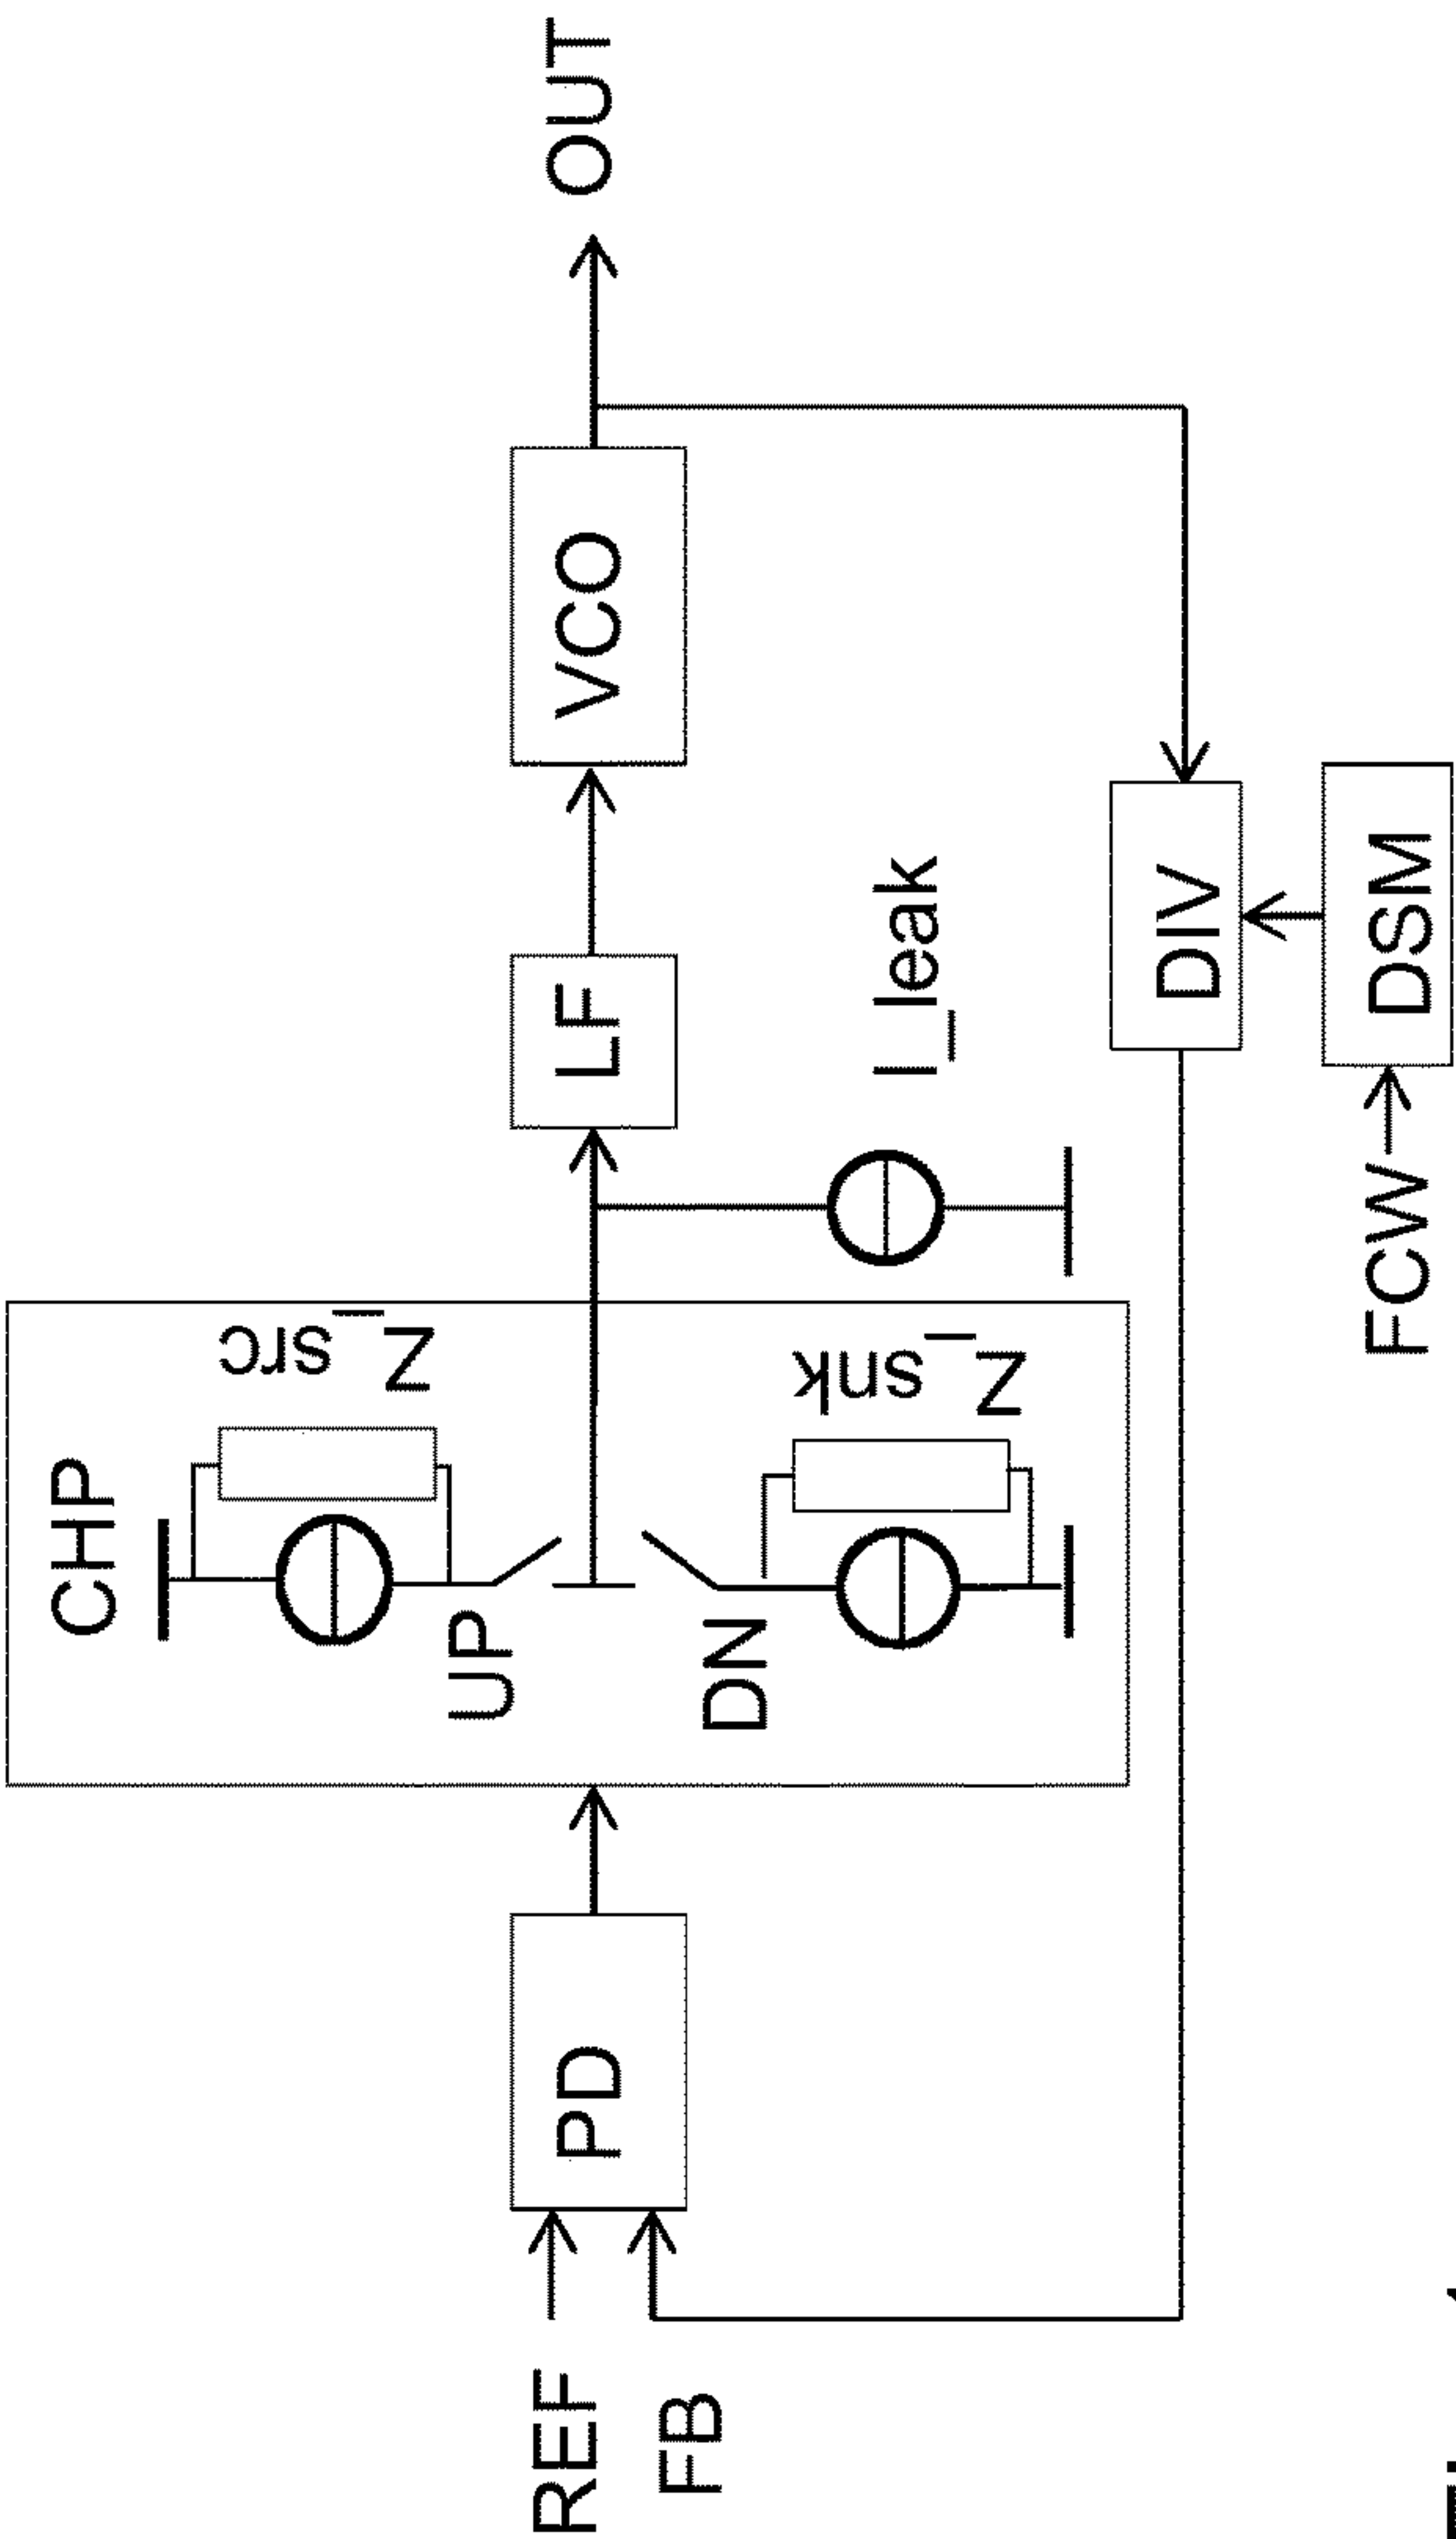 CHP
Z_src
UP
DN
Z_snk
REF
FB
PD
LF
VCO
OUT
I_leak
DIV
FCW
DSM